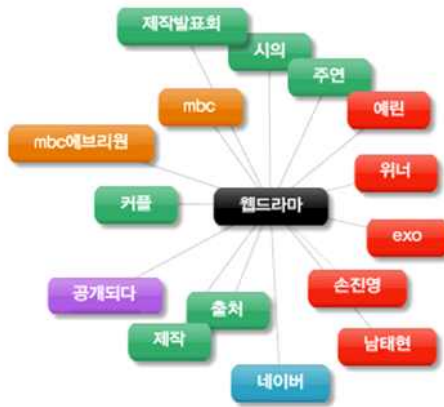 제작발표회
시의
주연
mbc
예린
mbc에브리원
위너
커플
웹드라마
exo
공개되다
손진영
출처
제작
남태현
네이버